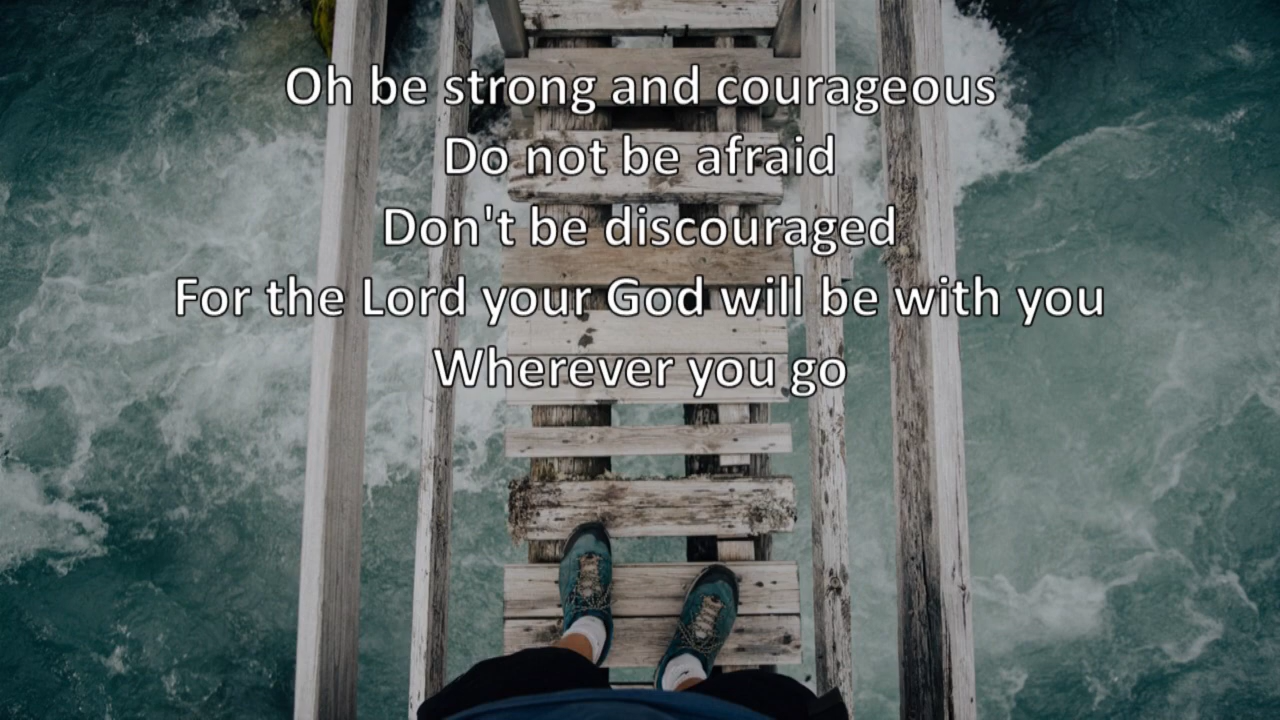 Oh be strong and courageous
Do not be afraid
Don't be discouraged
For the Lord your God will be with you
Wherever you go